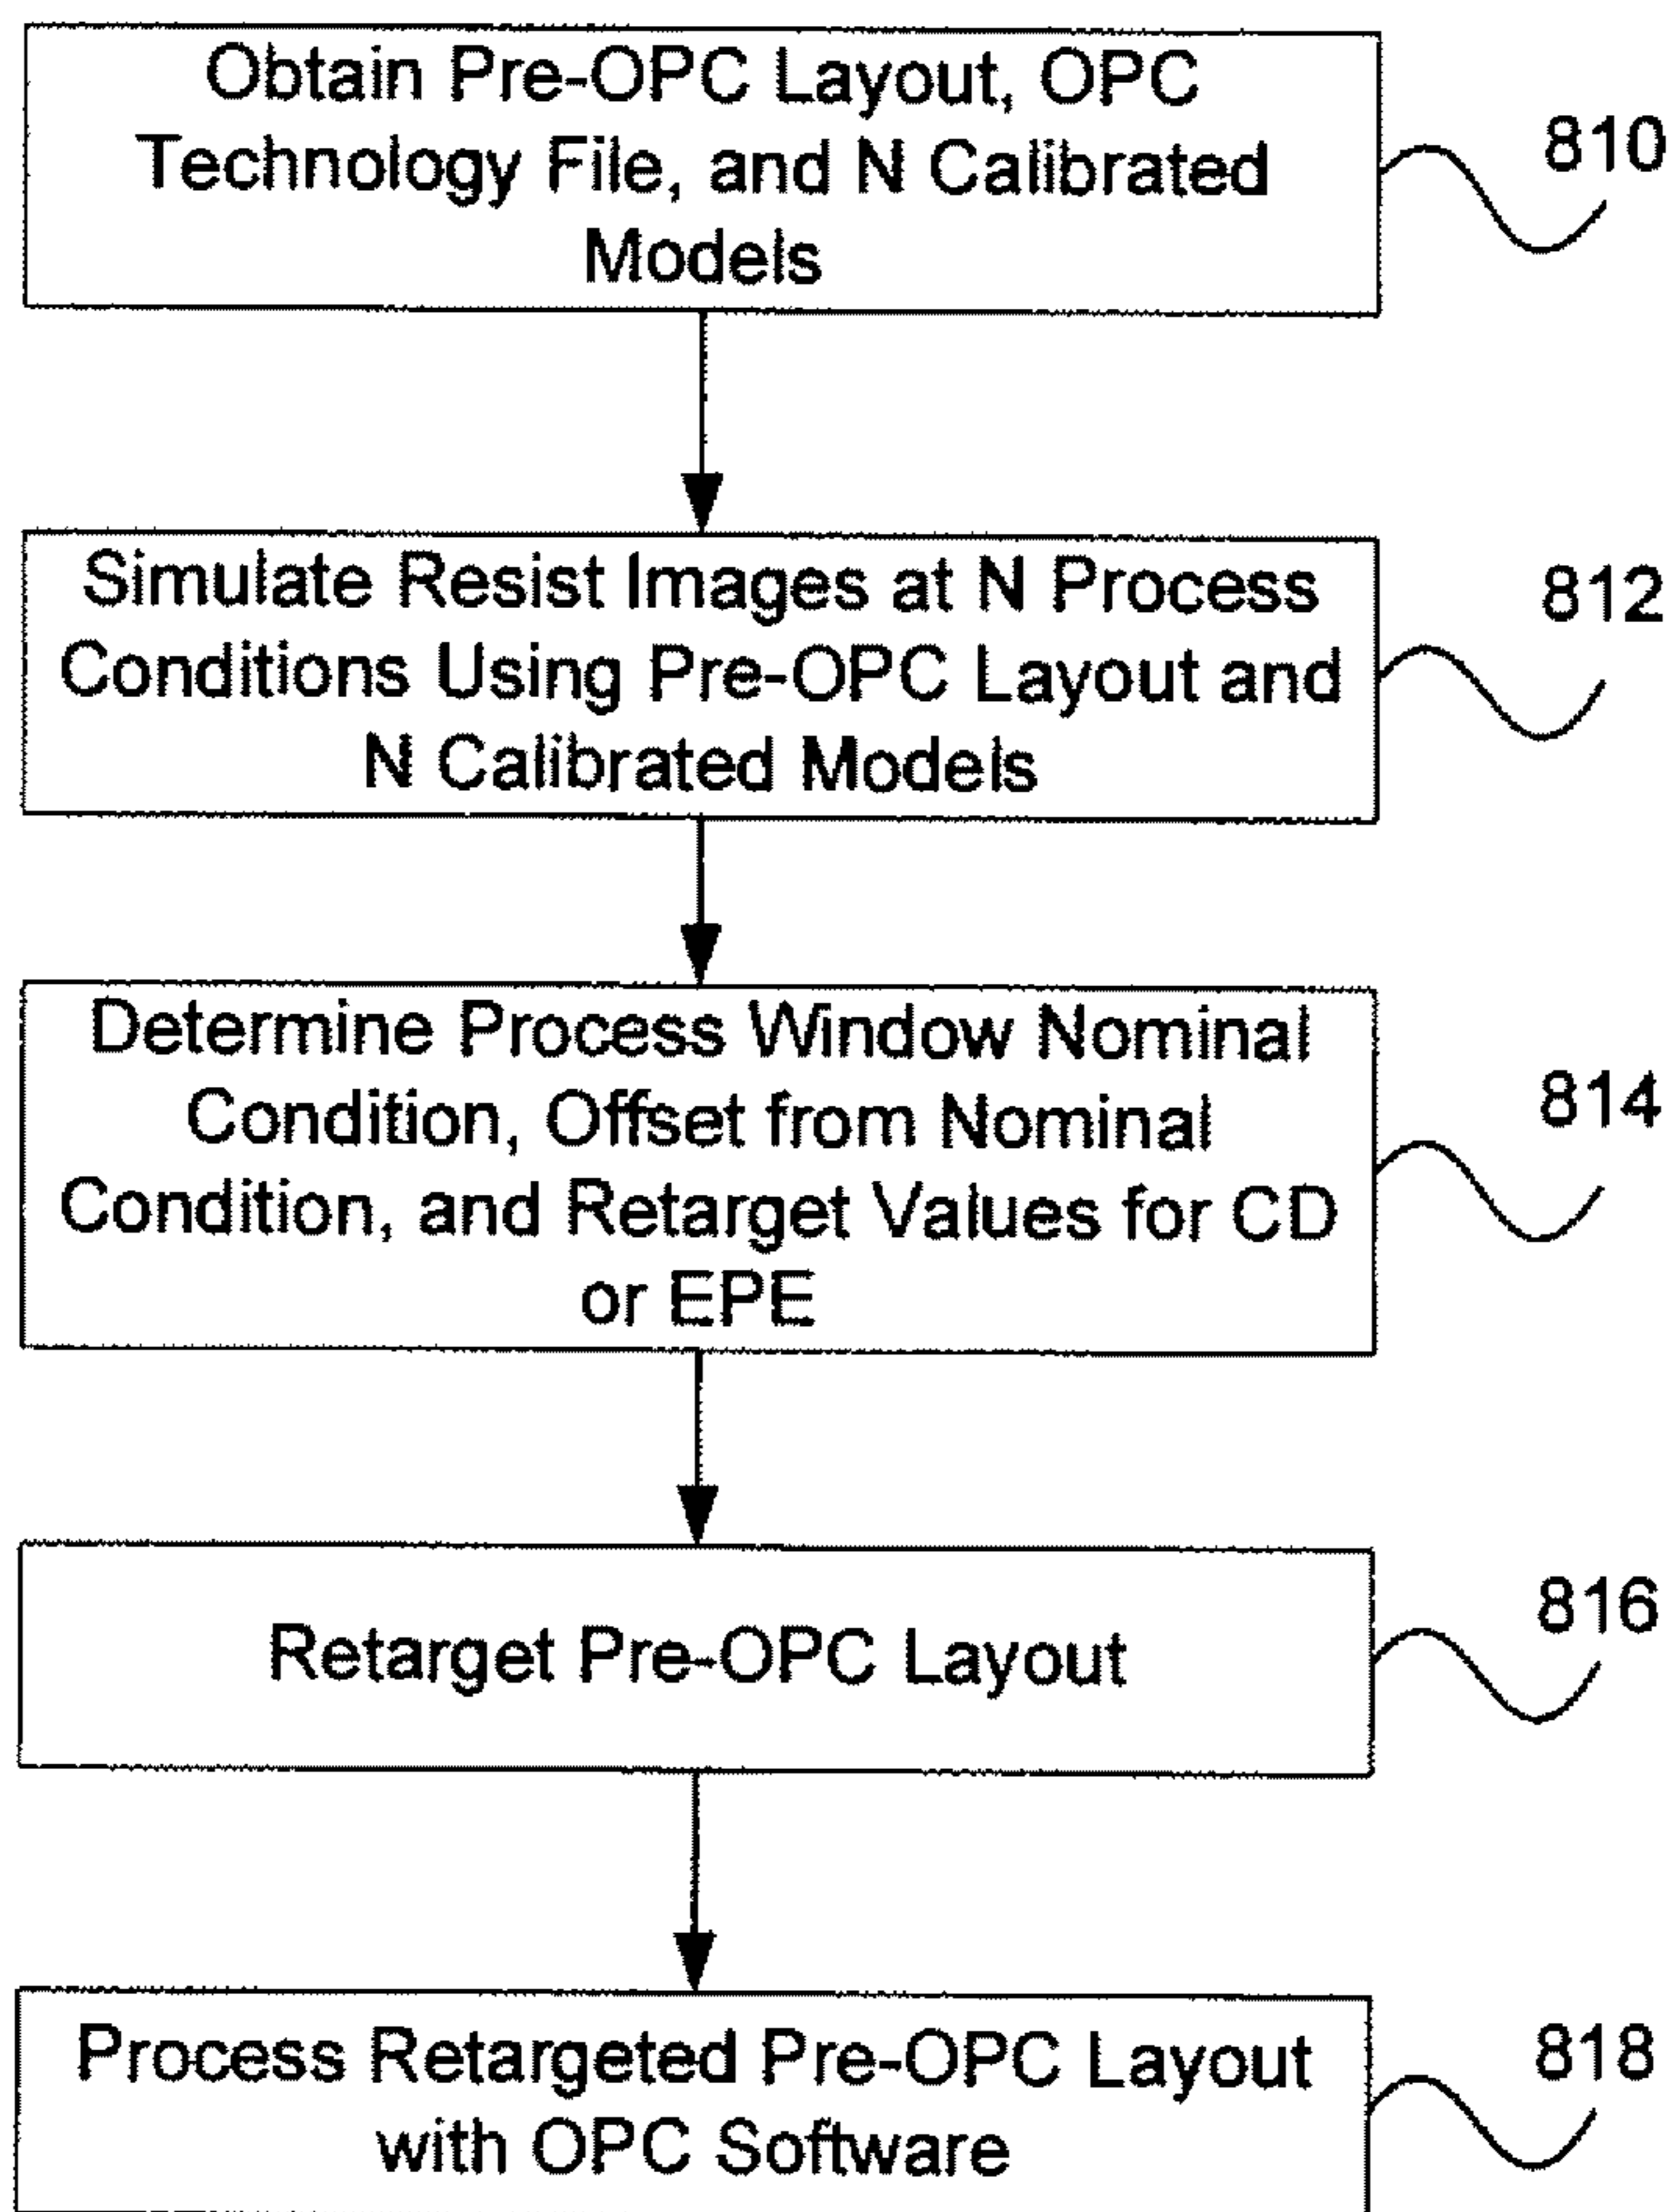 Obtain Pre-OPC Layout, OPC
Technology File, and N Calibrated
Models
810
Simulate Resist Images at N Process
Conditions Using Pre-OPC Layout and
N Calibrated Models
812
Determine Process Window Nominal
Condition, Offset from Nominal
Condition, and Retarget Values for CD
or EPE
814
Retarget Pre-OPC Layout
816
Process Retargeted Pre-OPC Layout
with OPC Software
818